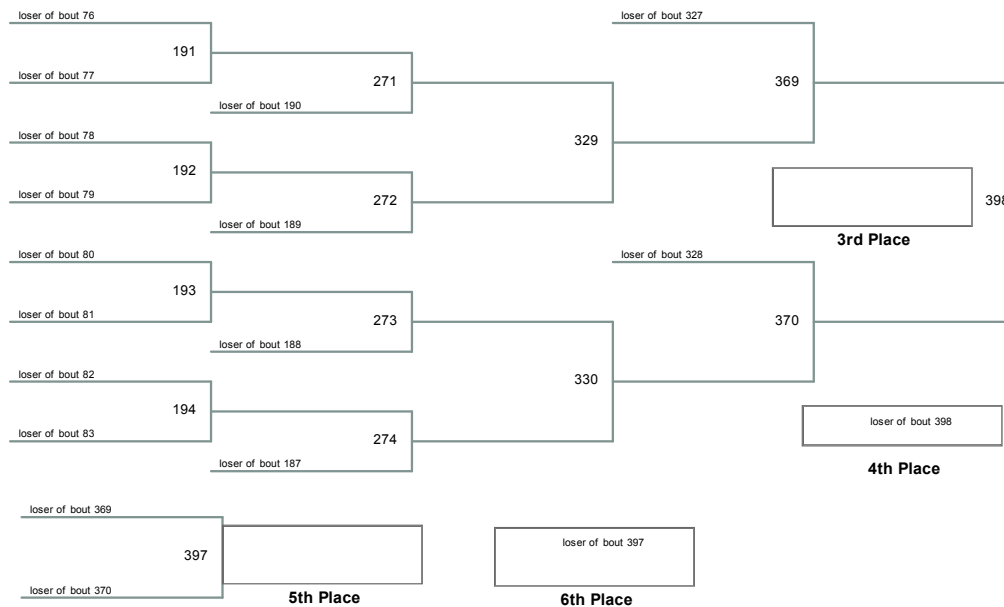 loser of bout 76
loser of bout 327
191
369
loser of bout 77
271
loser of bout 190
loser of bout 78
329
192
272
loser of bout 79
398
loser of bout 189
3rd Place
loser of bout 80
loser of bout 328
193
273
370
loser of bout 81
loser of bout 188
loser of bout 82
330
194
274
loser of bout 398
loser of bout 83
loser of bout 187
4th Place
loser of bout 369
397
loser of bout 397
loser of bout 370
5th Place
6th Place